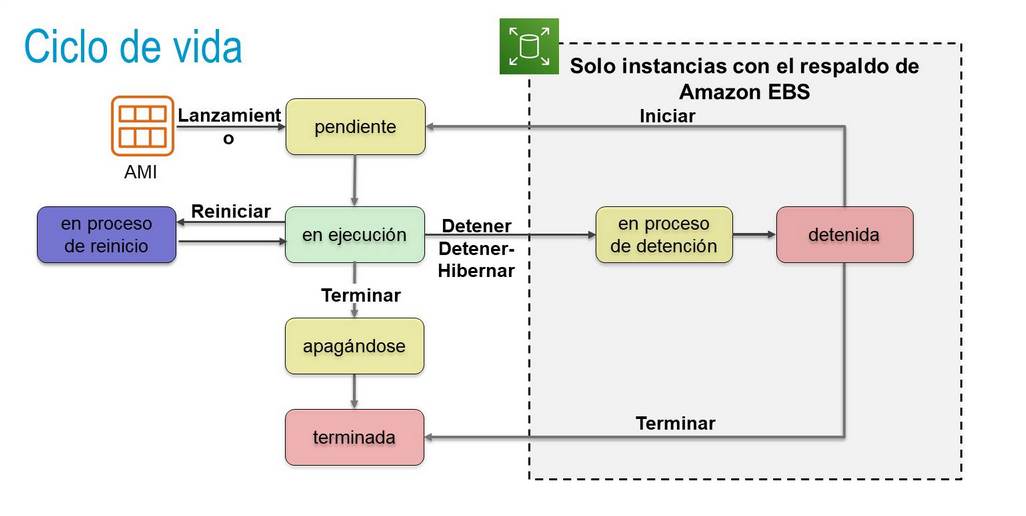 Ciclo de vida
Solo instancias con el respaldo de
Amazon EBS
Lanzamient
o
AMI
pendiente
Iniciar
en proceso
de reinicio
Reiniciar
en ejecución
Detener
Detener-
Hibernar
en proceso
de detención
detenida
Terminar
apagándose
terminada
Terminar